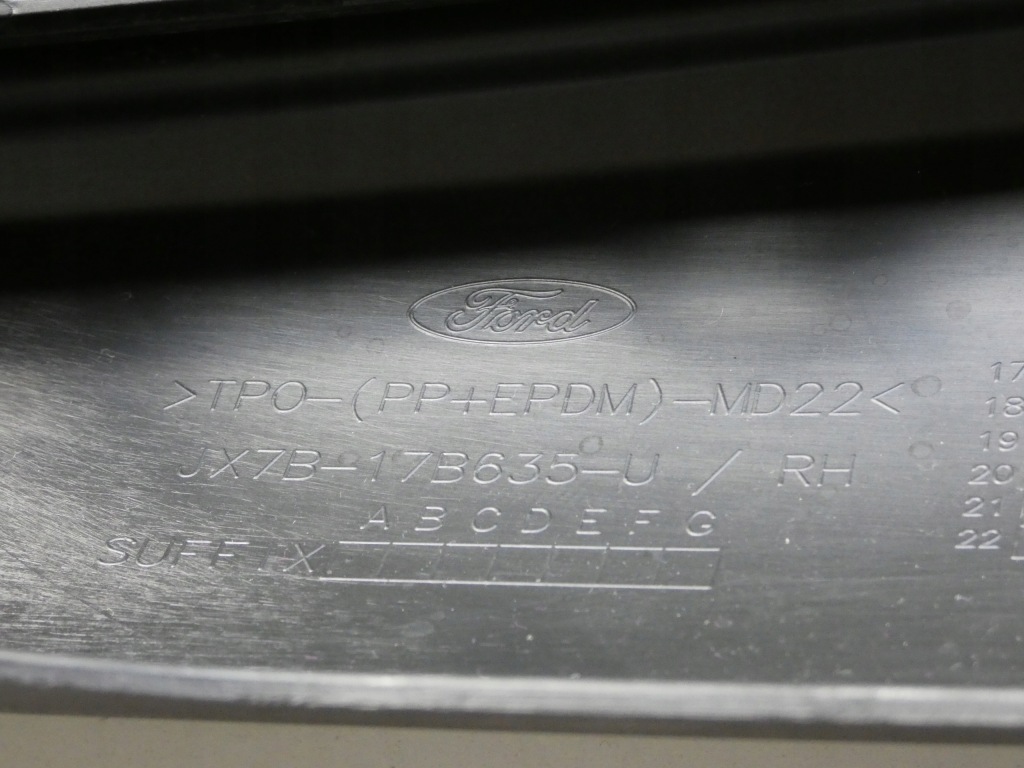 Ford
>TPO-(PP+EPDM)-MD22<
JX7B-17B635-U / RH
A B C D E F G
SUFFIX
17
18
19
20
21
22